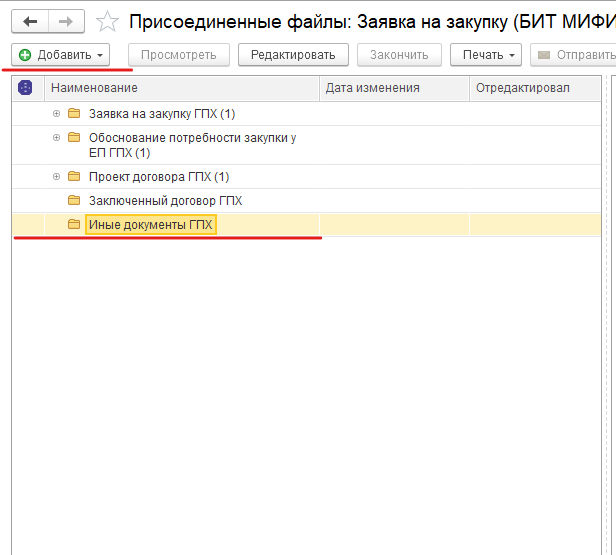 Присоединенные файлы: Заявка на закупку (БИТ МИФИ
Добавить Просмотреть Редактировать Закончить Печать Отправить
Наименование Дата изменения Отредактировал
Заявка на закупку ГПХ (1)
Обоснование потребности закупки у
ЕП ГПХ (1)
Проект договора ГПХ (1)
Заключенный договор ГПХ
Иные документы ГПХ